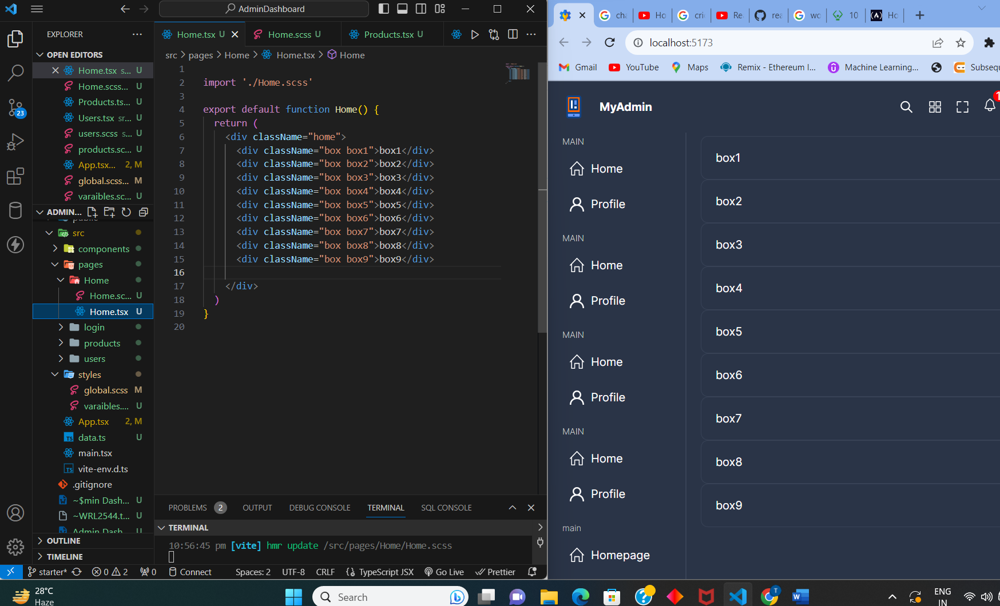 AdminDashboard
EXPLORER
OPEN EDITORS
Home.tsx s... U
Home.scss... U
Products.ts... U
Users.tsx sr... U
users.scss s... U
products.sc... U
App.tsx... 2, M
global.scss... M
varaibles.sc... U
ADMIN...
public
src
components
pages
Home
Home.sc... U
Home.tsx U
login
products
users
styles
global.scss M
varaibles.... U
App.tsx 2, M
data.ts U
main.tsx
vite-env.d.ts
.gitignore
~$min Dash... U
~WRL2544.t... U
Admin Dash... U
OUTLINE
TIMELINE
23
Home.tsx U
Home.scss U
Products.tsx U
src > pages > Home > Home.tsx > Home
1
2 import './Home.scss'
3
4 export default function Home() {
5 return (
6 <div className="home">
7 <div className="box box1">box1</div>
8 <div className="box box2">box2</div>
9 <div className="box box3">box3</div>
10 <div className="box box4">box4</div>
11 <div className="box box5">box5</div>
12 <div className="box box6">box6</div>
13 <div className="box box7">box7</div>
14 <div className="box box8">box8</div>
15 <div className="box box9">box9</div>
16
17 </div>
18 )
19 }
20
PROBLEMS 2 OUTPUT DEBUG CONSOLE TERMINAL SQL CONSOLE
TERMINAL
10:56:45 pm [vite] hmr update /src/pages/Home/Home.scss
starter* 0 2 0 Connect Spaces: 2 UTF-8 CRLF TypeScript JSX Go Live Prettier
cha Ho cri Re rea wo 10 Ho
localhost:5173
Gmail YouTube Maps Remix - Ethereum I... Machine Learning... Subsequ
MyAdmin
1
MAIN
Home
Profile
MAIN
Home
Profile
MAIN
Home
Profile
MAIN
Home
Profile
main
Homepage
box1
box2
box3
box4
box5
box6
box7
box8
box9
28°C
Haze
Search
T
ENG
IN